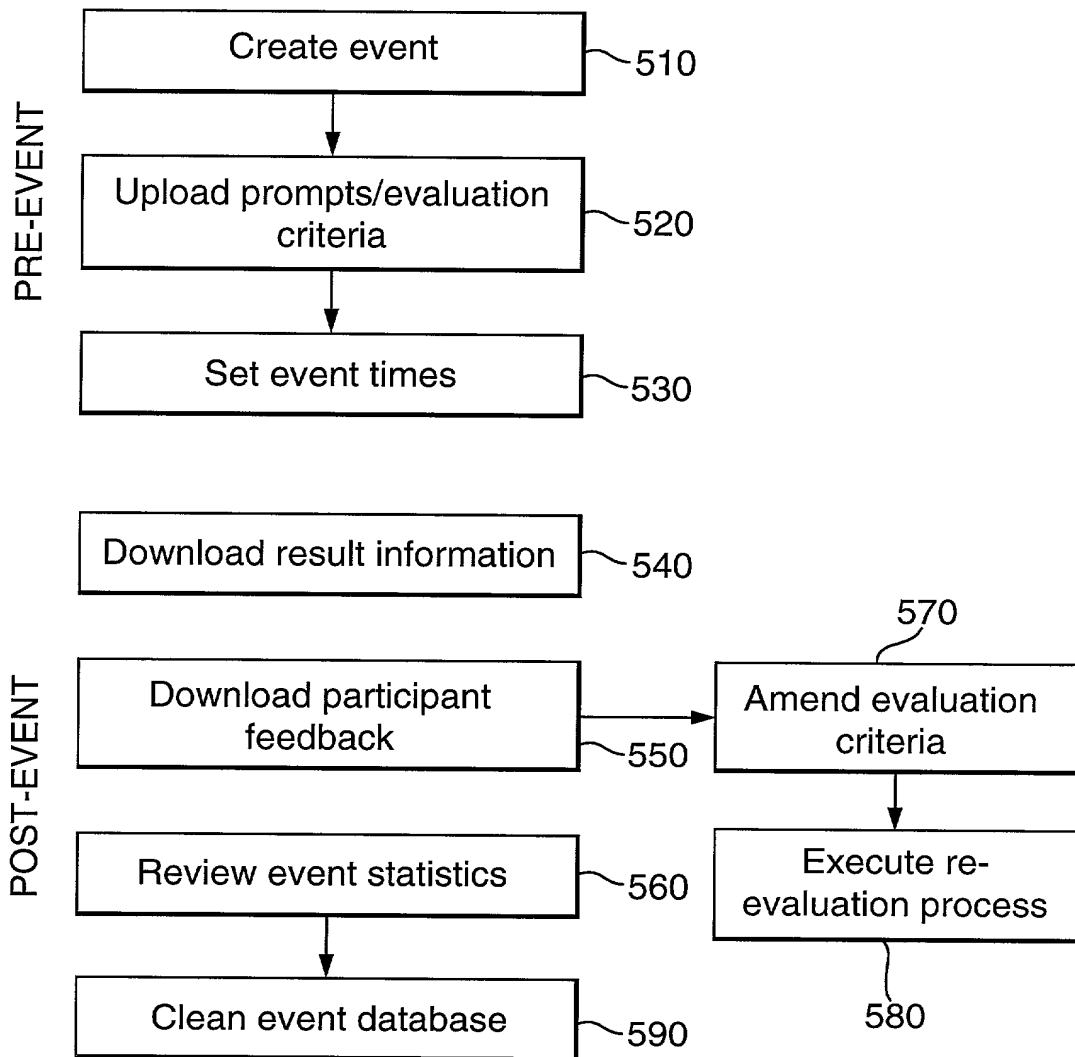 PRE-EVENT
Create event
510
Upload prompts/evaluation
criteria
520
Set event times
530
POST-EVENT
Download result information
540
Download participant
feedback
550
570
Amend evaluation
criteria
Review event statistics
560
Execute re-
evaluation process
580
Clean event database
590